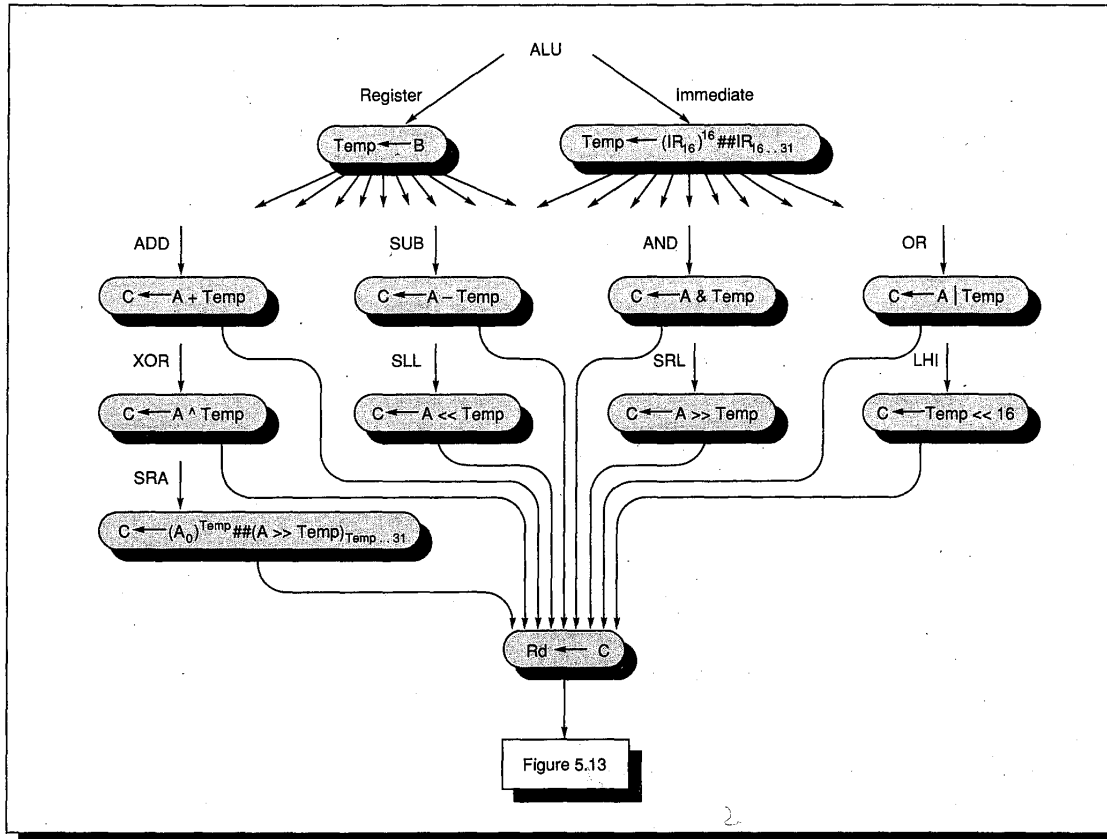 ALU
Register
Immediate
Temp ← B
Temp ← (IR₁₆)¹⁶##IR₁₆..₃₁
ADD
SUB
AND
OR
C ← A + Temp
C ← A – Temp
C ← A & Temp
C ← A | Temp
XOR
SLL
SRL
LHI
C ← A ^ Temp
C ← A << Temp
C ← A >> Temp
C ← Temp << 16
SRA
C ← (A₀)^Temp##(A >> Temp)Temp..31
Rd ← C
Figure 5.13
2